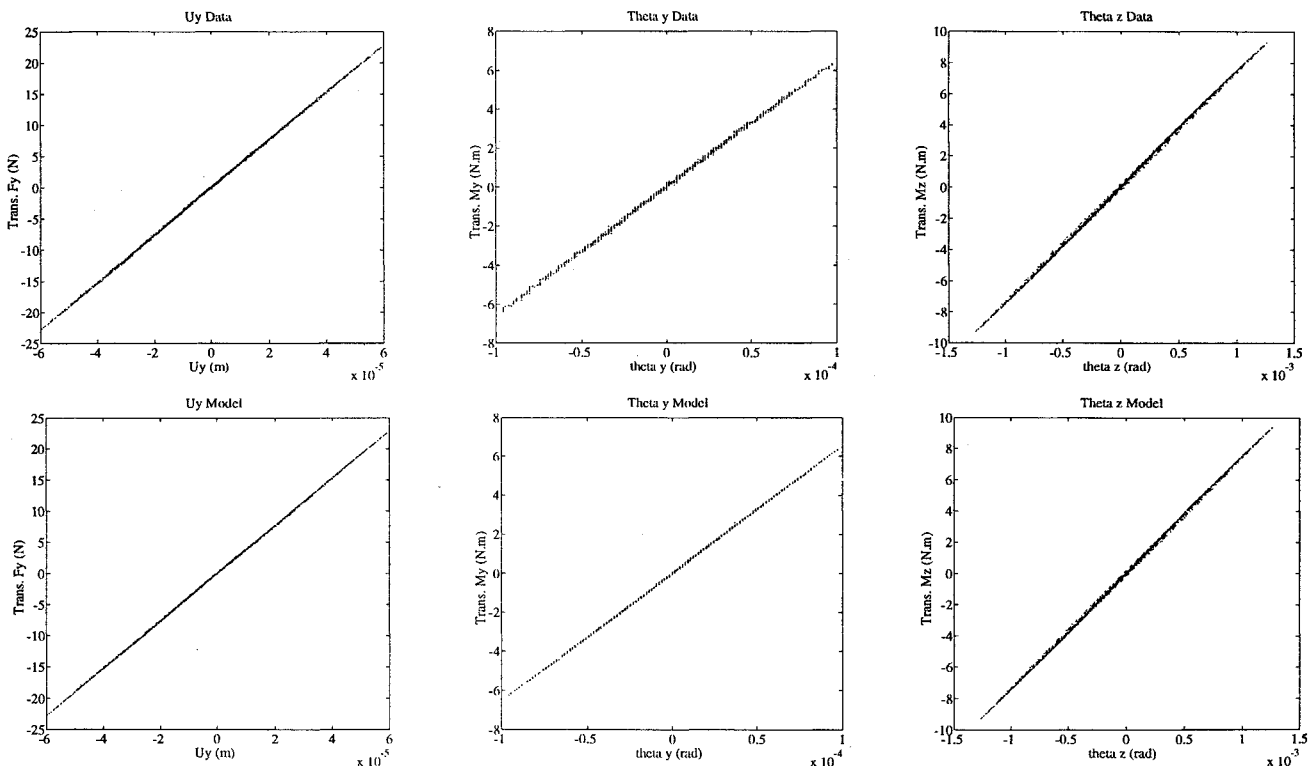 Uy Data
25
20
15
10
5
0
-5
-10
-15
-20
-25
-6 -4 -2 0 2 4 6
x 10^-5
Uy (m)
Trans. Fy (N)
Theta y Data
8
6
4
2
0
-2
-4
-6
-8
-1 -0.5 0 0.5 1
x 10^-4
theta y (rad)
Trans. My (N.m)
Theta z Data
10
8
6
4
2
0
-2
-4
-6
-8
-10
-1.5 -1 -0.5 0 0.5 1 1.5
x 10^-3
theta z (rad)
Trans. Mz (N.m)
Uy Model
25
20
15
10
5
0
-5
-10
-15
-20
-25
-6 -4 -2 0 2 4 6
x 10^-5
Uy (m)
Trans. Fy (N)
Theta y Model
8
6
4
2
0
-2
-4
-6
-8
-1 -0.5 0 0.5 1
x 10^-4
theta y (rad)
Trans. My (N.m)
Theta z Model
10
8
6
4
2
0
-2
-4
-6
-8
-10
-1.5 -1 -0.5 0 0.5 1 1.5
x 10^-3
theta z (rad)
Trans. Mz (N.m)